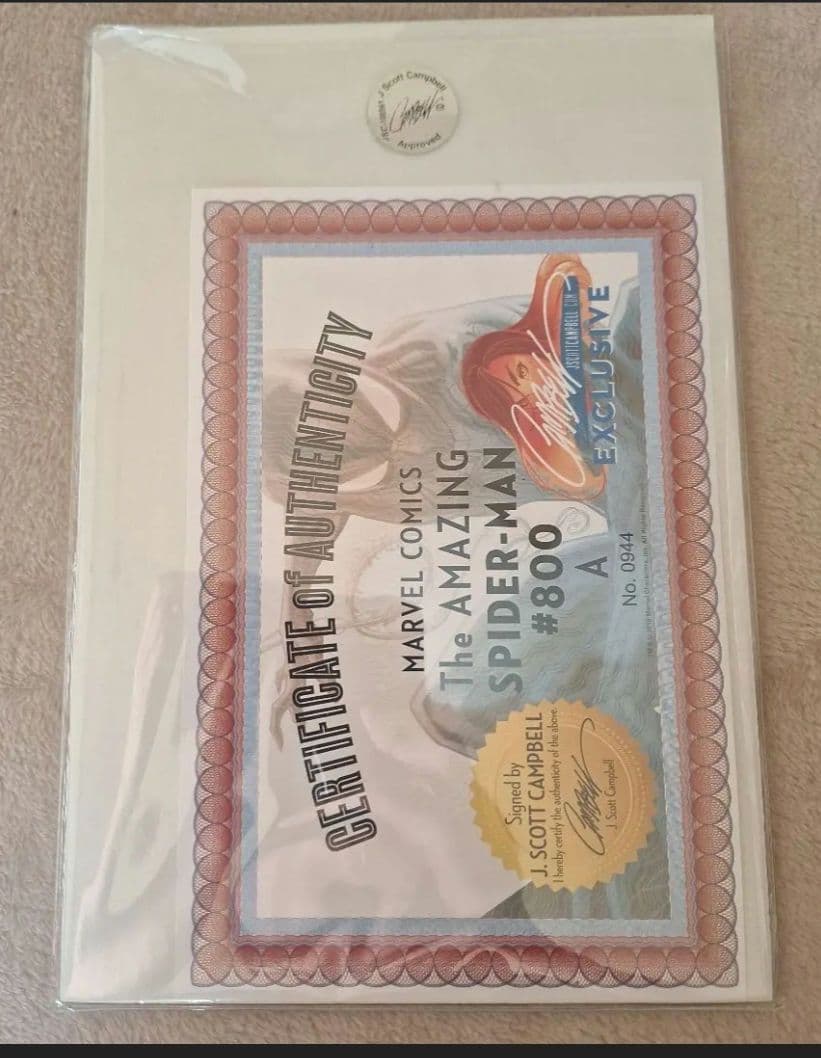 J Scott Campbell
Approved
CERTIFICATE of AUTHENTICITY
MARVEL COMICS
The AMAZING
SPIDER-MAN
#800
A
No. 0944
JSCOTTCAMPBELL.COM
EXCLUSIVE
Signed by
J. SCOTT CAMPBELL
I hereby certify the authenticity of the above.
J. Scott Campbell